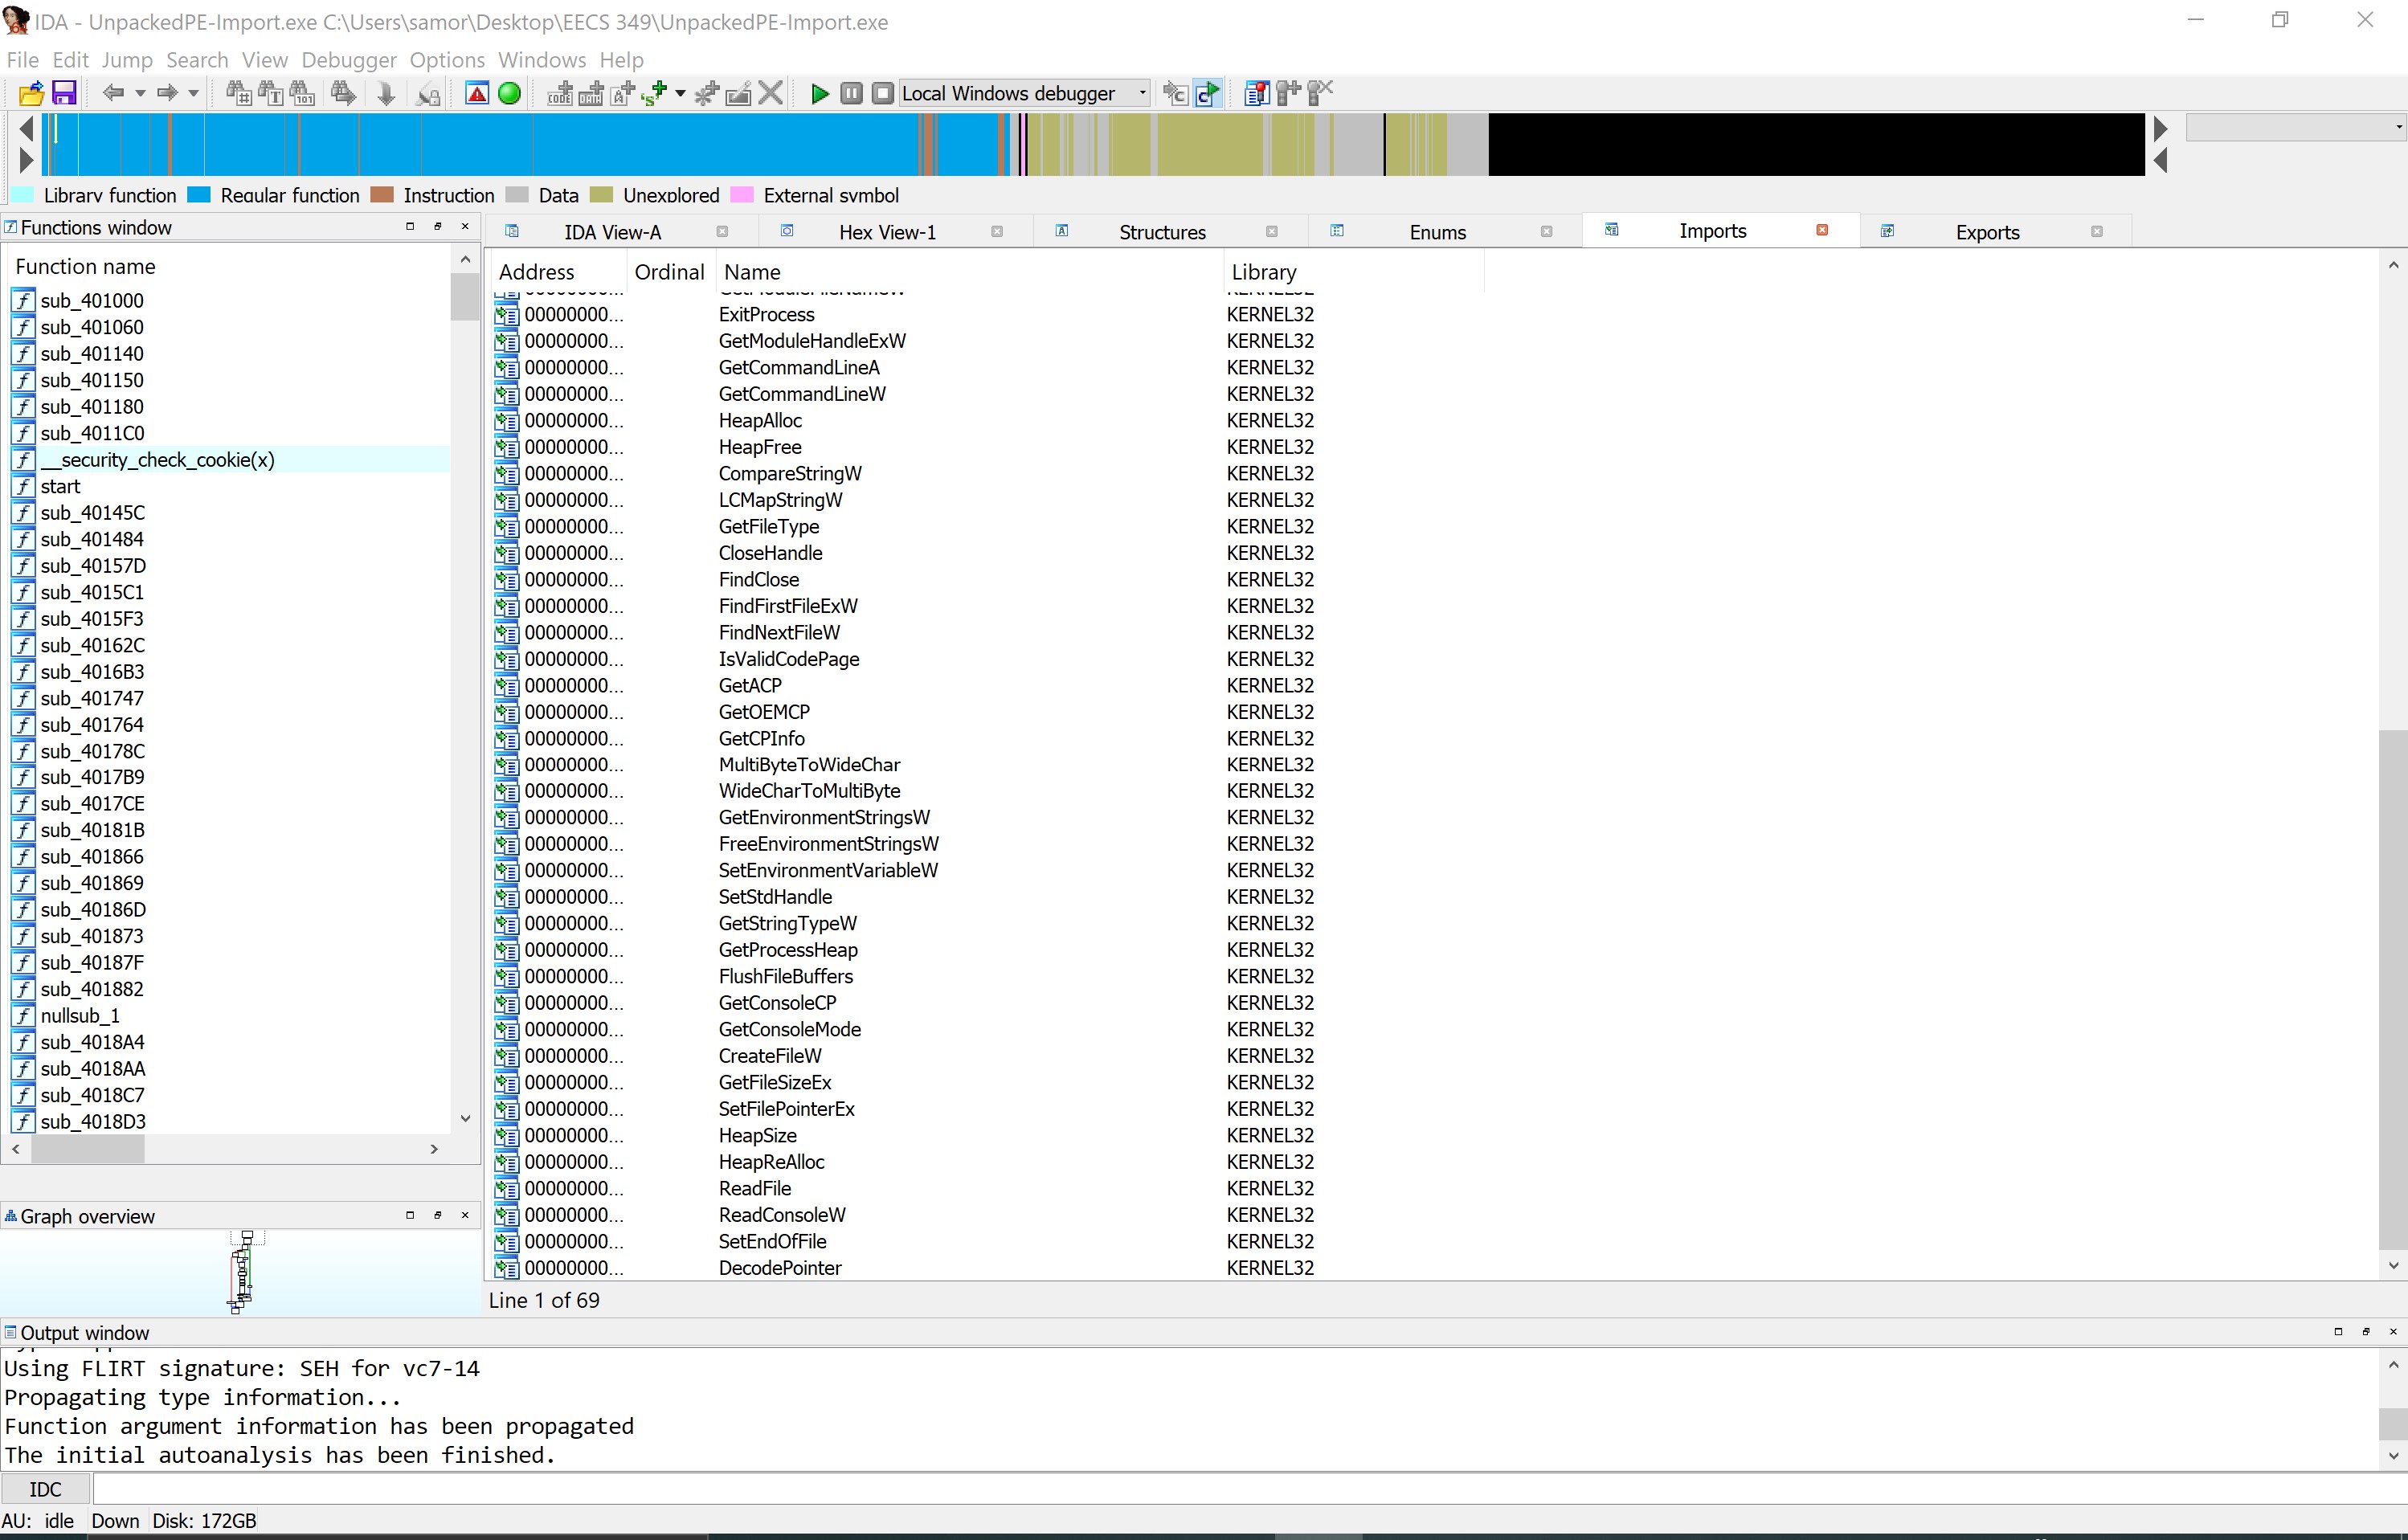 IDA - UnpackedPE-Import.exe C:\Users\samor\Desktop\EECS 349\UnpackedPE-Import.exe
File Edit Jump Search View Debugger Options Windows Help
Local Windows debugger
Library function Regular function Instruction Data Unexplored External symbol
Functions window
IDA View-A Hex View-1 Structures Enums Imports Exports
Function name
sub_401000
sub_401060
sub_401140
sub_401150
sub_401180
sub_4011C0
__security_check_cookie(x)
start
sub_40145C
sub_401484
sub_40157D
sub_4015C1
sub_4015F3
sub_40162C
sub_4016B3
sub_401747
sub_401764
sub_40178C
sub_4017B9
sub_4017CE
sub_40181B
sub_401866
sub_401869
sub_40186D
sub_401873
sub_40187F
sub_401882
nullsub_1
sub_4018A4
sub_4018AA
sub_4018C7
sub_4018D3
Graph overview
Address Ordinal Name Library
00000000... ExitProcess KERNEL32
00000000... GetModuleHandleExW KERNEL32
00000000... GetCommandLineA KERNEL32
00000000... GetCommandLineW KERNEL32
00000000... HeapAlloc KERNEL32
00000000... HeapFree KERNEL32
00000000... CompareStringW KERNEL32
00000000... LCMapStringW KERNEL32
00000000... GetFileType KERNEL32
00000000... CloseHandle KERNEL32
00000000... FindClose KERNEL32
00000000... FindFirstFileExW KERNEL32
00000000... FindNextFileW KERNEL32
00000000... IsValidCodePage KERNEL32
00000000... GetACP KERNEL32
00000000... GetOEMCP KERNEL32
00000000... GetCPInfo KERNEL32
00000000... MultiByteToWideChar KERNEL32
00000000... WideCharToMultiByte KERNEL32
00000000... GetEnvironmentStringsW KERNEL32
00000000... FreeEnvironmentStringsW KERNEL32
00000000... SetEnvironmentVariableW KERNEL32
00000000... SetStdHandle KERNEL32
00000000... GetStringTypeW KERNEL32
00000000... GetProcessHeap KERNEL32
00000000... FlushFileBuffers KERNEL32
00000000... GetConsoleCP KERNEL32
00000000... GetConsoleMode KERNEL32
00000000... CreateFileW KERNEL32
00000000... GetFileSizeEx KERNEL32
00000000... SetFilePointerEx KERNEL32
00000000... HeapSize KERNEL32
00000000... HeapReAlloc KERNEL32
00000000... ReadFile KERNEL32
00000000... ReadConsoleW KERNEL32
00000000... SetEndOfFile KERNEL32
00000000... DecodePointer KERNEL32
Line 1 of 69
Output window
Using FLIRT signature: SEH for vc7-14
Propagating type information...
Function argument information has been propagated
The initial autoanalysis has been finished.
IDC
AU: idle Down Disk: 172GB